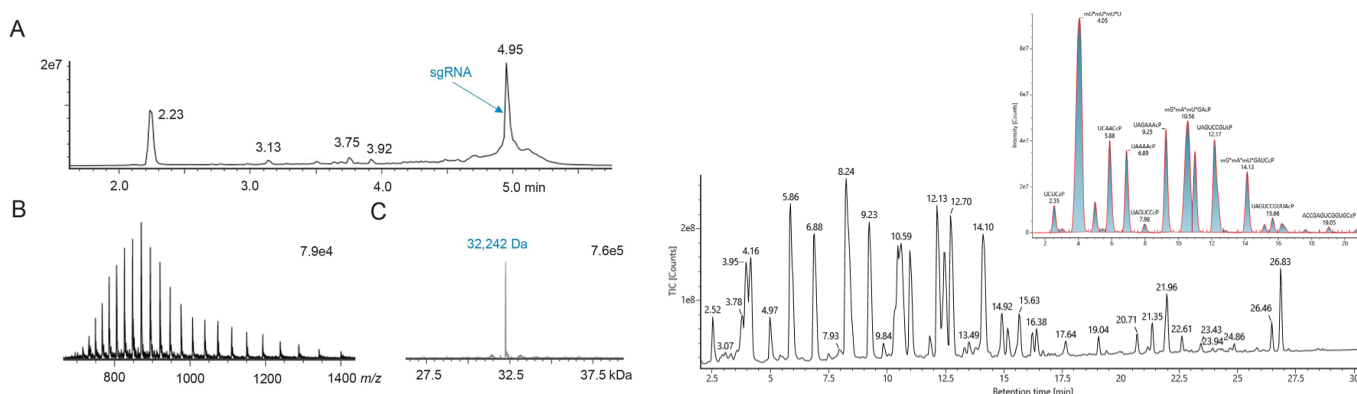 A
2e7
sgRNA
4.95
2.23
3.13
3.75
3.92
2.0
3.0
4.0
5.0 min
B
7.9e4
800
1000
1200
1400 m/z
C
32,242 Da
7.6e5
27.5
32.5
37.5 kDa
TIC [Counts]
2e8
1e8
2.52
3.07
3.78
3.95
4.16
4.97
5.86
6.88
7.93
8.24
9.23
9.84
10.59
12.13
12.70
13.49
14.10
14.92
15.63
16.38
17.64
19.04
20.71
21.35
21.96
22.61
23.43
23.94
24.86
26.46
26.83
2.5
5
7.5
10
12.5
15
17.5
20
22.5
25
27.5
30
Retention time [min]
Intensity [Counts]
8e7
6e7
4e7
2e7
0
mU*mU*mU*U
4.05
UCUCcP
2.55
UCAACcP
5.88
UAAAAcP
6.89
UAGUCCcP
7.98
UAGAAAcP
9.25
mG*mA*mU*GAcP
10.56
UAGUCCGUcP
12.17
mG*mA*mU*GAUCcP
14.13
UAGUCCGUUAcP
15.66
ACCGAGUCGGUGCcP
19.05
2
4
6
8
10
12
14
16
18
20